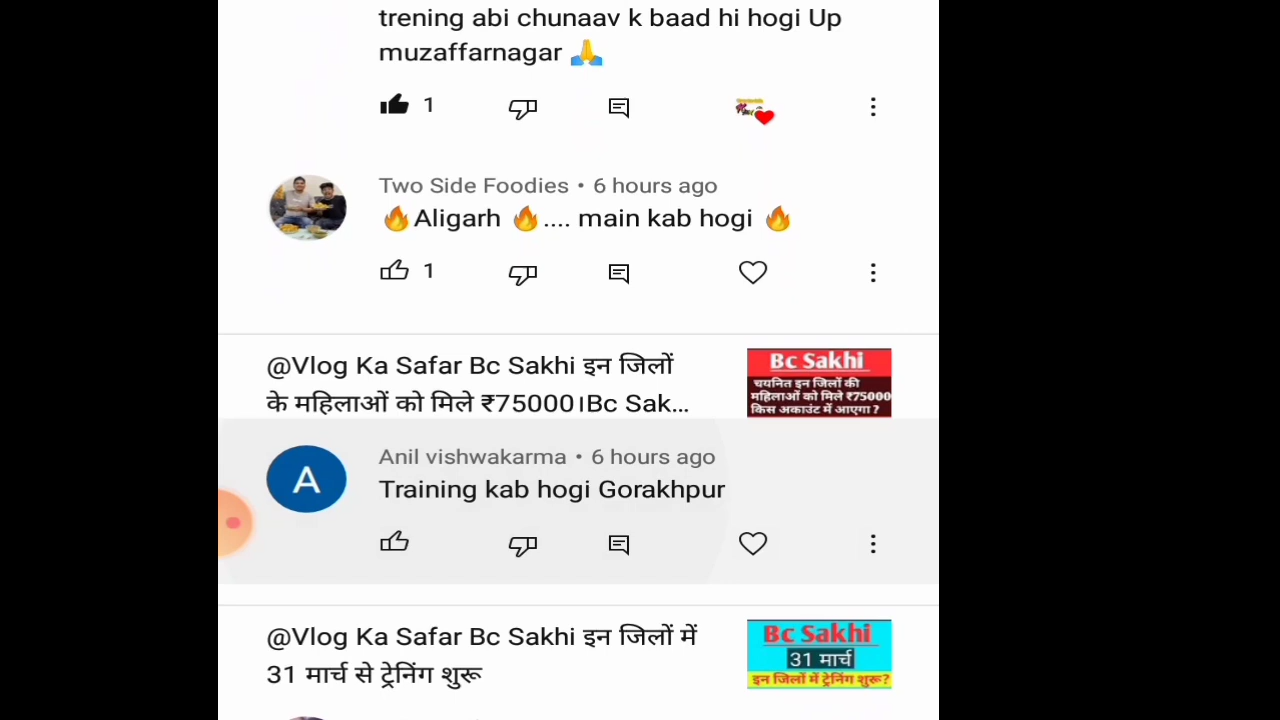 trening abi chunaav k baad hi hogi Up
muzaffarnagar 🙏
1
Two Side Foodies • 6 hours ago
🔥Aligarh 🔥.... main kab hogi 🔥
1
@Vlog Ka Safar Bc Sakhi इन जिलों
के महिलाओं को मिले ₹75000।Bc Sak...
Bc Sakhi
चयनित इन जिलों की
महिलाओं को मिले ₹75000
किस अकाउंट में आएगा ?
A
Anil vishwakarma • 6 hours ago
Training kab hogi Gorakhpur
@Vlog Ka Safar Bc Sakhi इन जिलों में
31 मार्च से ट्रेनिंग शुरू
Bc Sakhi
31 मार्च
इन जिलों में ट्रेनिंग शुरू?